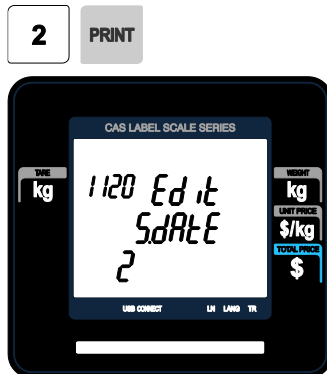 2 PRINT
CAS LABEL SCALE SERIES
TARE
kg
1120 Edit
S.dAtE
2
WEIGHT
kg
UNIT PRICE
$/kg
TOTAL PRICE
$
USB CONNECT LN LANG TR